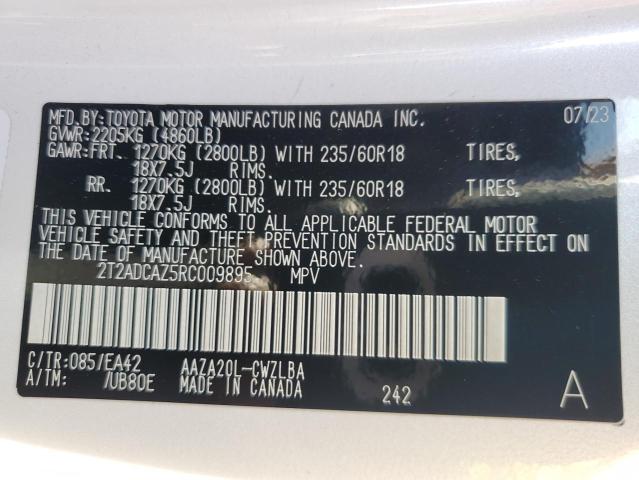 MFD.BY:TOYOTA MOTOR MANUFACTURING CANADA INC. 07/23
GVWR:2205KG (4860LB)
GAWR:FRT. 1270KG (2800LB) WITH 235/60R18 TIRES,
18X7.5J RIMS.
RR. 1270KG (2800LB) WITH 235/60R18 TIRES,
18X7.5J RIMS.
THIS VEHICLE CONFORMS TO ALL APPLICABLE FEDERAL MOTOR
VEHICLE SAFETY AND THEFT PREVENTION STANDARDS IN EFFECT ON
THE DATE OF MANUFACTURE SHOWN ABOVE.
2T2ADCAZ5RC009895 MPV
C/TR:085/EA42 AAZA20L-CWZLBA
A/TM: /UB80E MADE IN CANADA 242 A